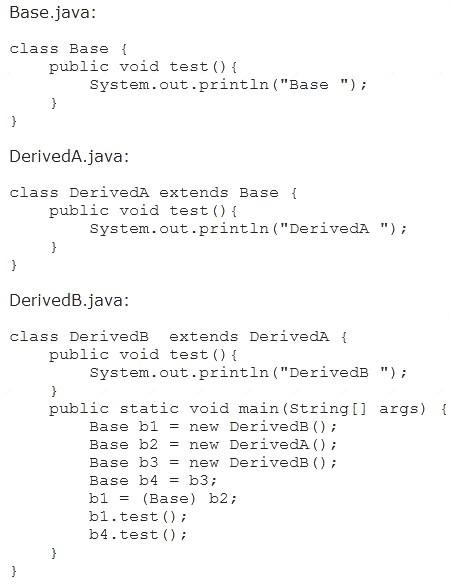 Base.java:
class Base {
    public void test(){
        System.out.println("Base ");
    }
}
DerivedA.java:
class DerivedA extends Base {
    public void test(){
        System.out.println("DerivedA ");
    }
}
DerivedB.java:
class DerivedB  extends DerivedA {
    public void test(){
        System.out.println("DerivedB ");
    }
    public static void main(String[] args) {
        Base b1 = new DerivedB();
        Base b2 = new DerivedA();
        Base b3 = new DerivedB();
        Base b4 = b3;
        b1 = (Base) b2;
        b1.test();
        b4.test();
    }
}